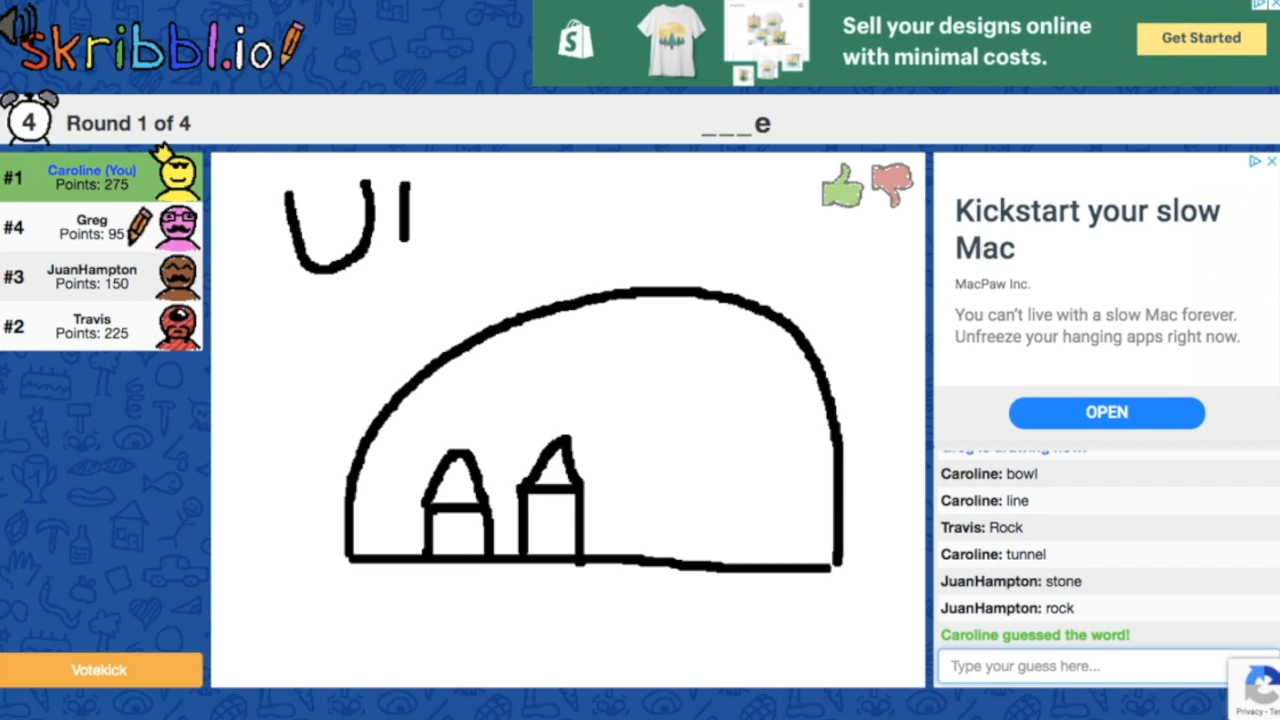 skribbl.io
Sell your designs online
with minimal costs.
Get Started
4
Round 1 of 4
___e
#1
Caroline (You)
Points: 275
#4
Greg
Points: 95
#3
JuanHampton
Points: 150
#2
Travis
Points: 225
Votekick
UI
Kickstart your slow
Mac
MacPaw Inc.
You can't live with a slow Mac forever.
Unfreeze your hanging apps right now.
OPEN
Caroline: bowl
Caroline: line
Travis: Rock
Caroline: tunnel
JuanHampton: stone
JuanHampton: rock
Caroline guessed the word!
Type your guess here...